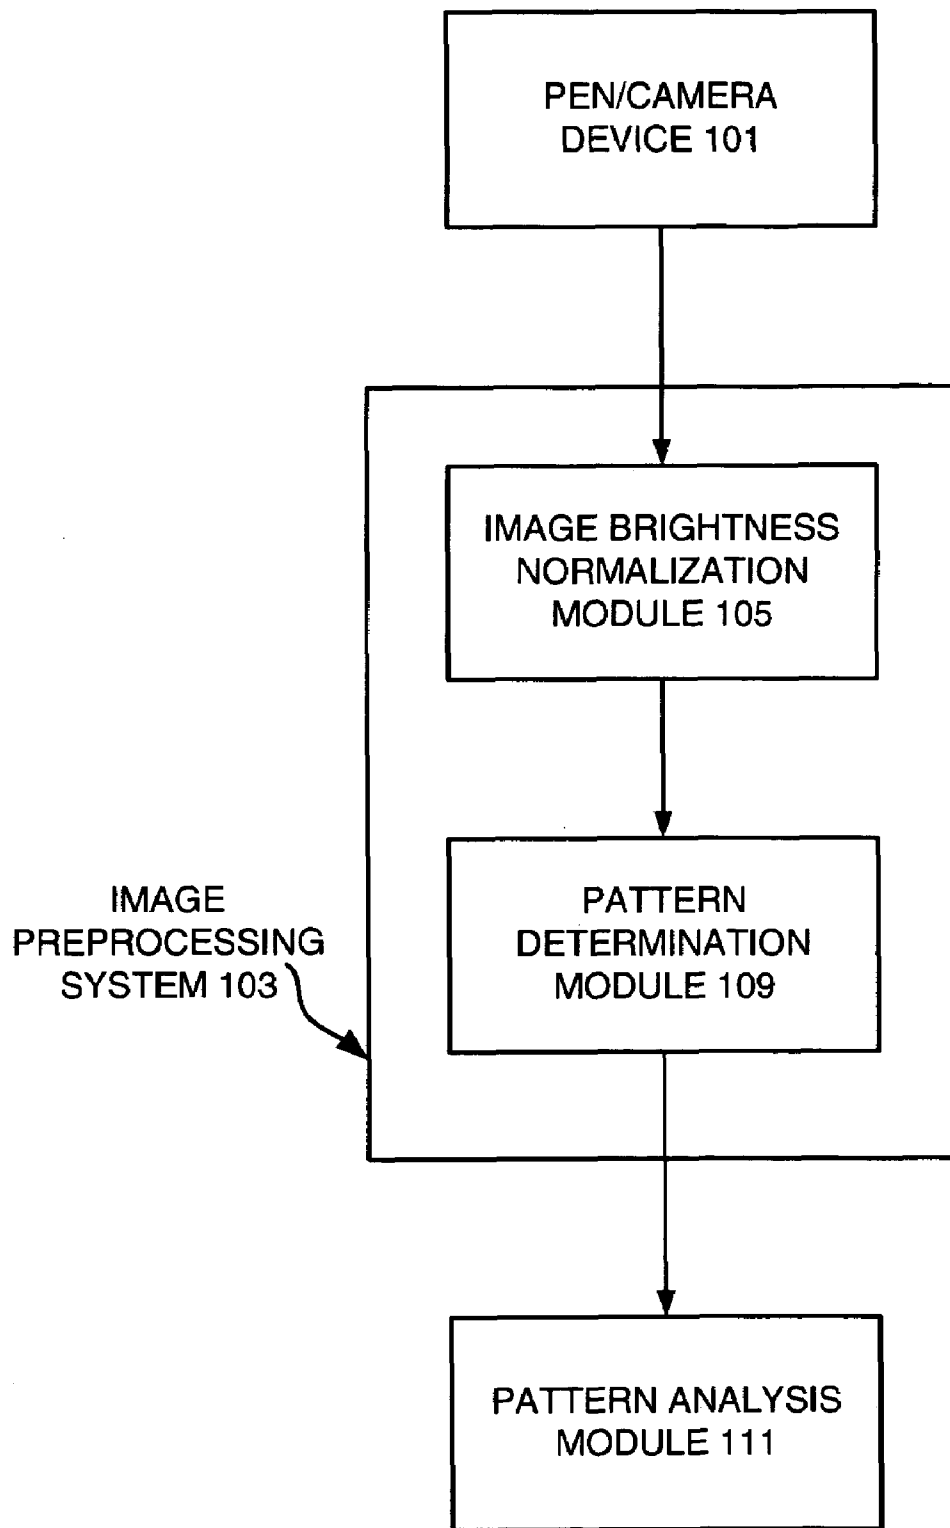 PEN/CAMERA
DEVICE 101
IMAGE BRIGHTNESS
NORMALIZATION
MODULE 105
PATTERN
DETERMINATION
MODULE 109
IMAGE
PREPROCESSING
SYSTEM 103
PATTERN ANALYSIS
MODULE 111